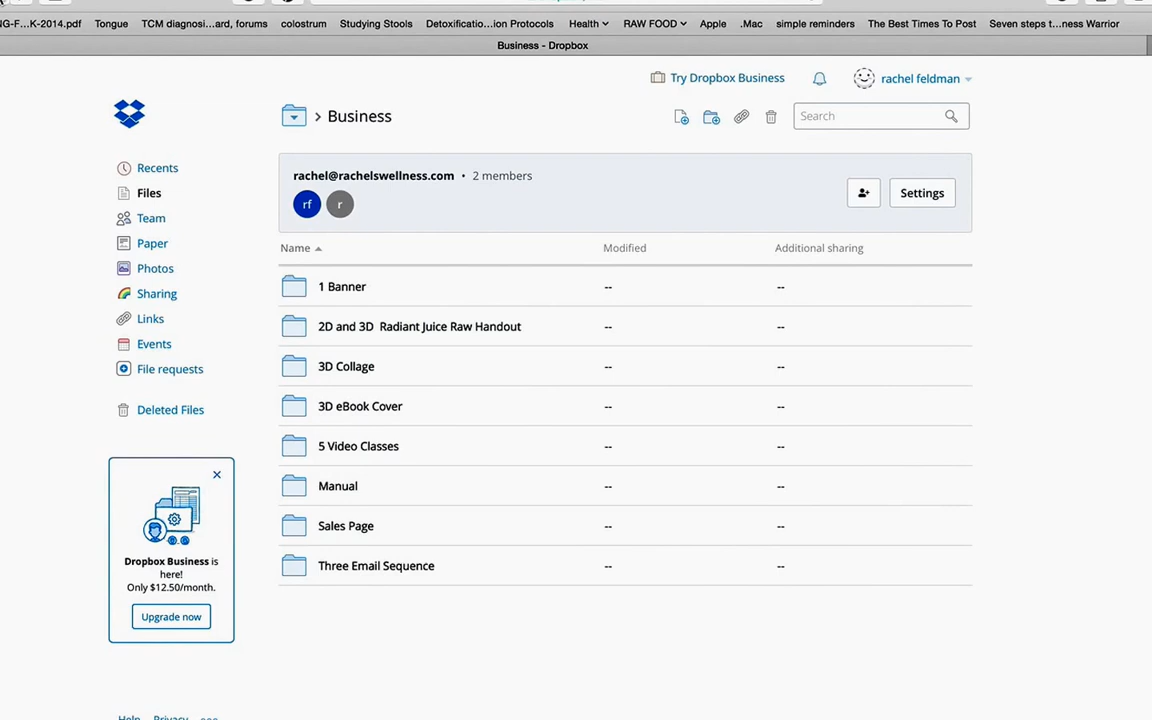 NG-F...K-2014.pdf Tongue TCM diagnosi...ard, forums colostrum Studying Stools Detoxificatio...ion Protocols Health RAW FOOD Apple .Mac simple reminders The Best Times To Post Seven steps t...ness Warrior
Business - Dropbox
Try Dropbox Business rachel feldman
Business
Search
rachel@rachelswellness.com • 2 members
rf r
Settings
Recents
Files
Team
Paper
Photos
Sharing
Links
Events
File requests
Deleted Files
Dropbox Business is
here!
Only $12.50/month.
Upgrade now
Name Modified Additional sharing
1 Banner -- --
2D and 3D Radiant Juice Raw Handout -- --
3D Collage -- --
3D eBook Cover -- --
5 Video Classes -- --
Manual -- --
Sales Page -- --
Three Email Sequence -- --
Help Privacy